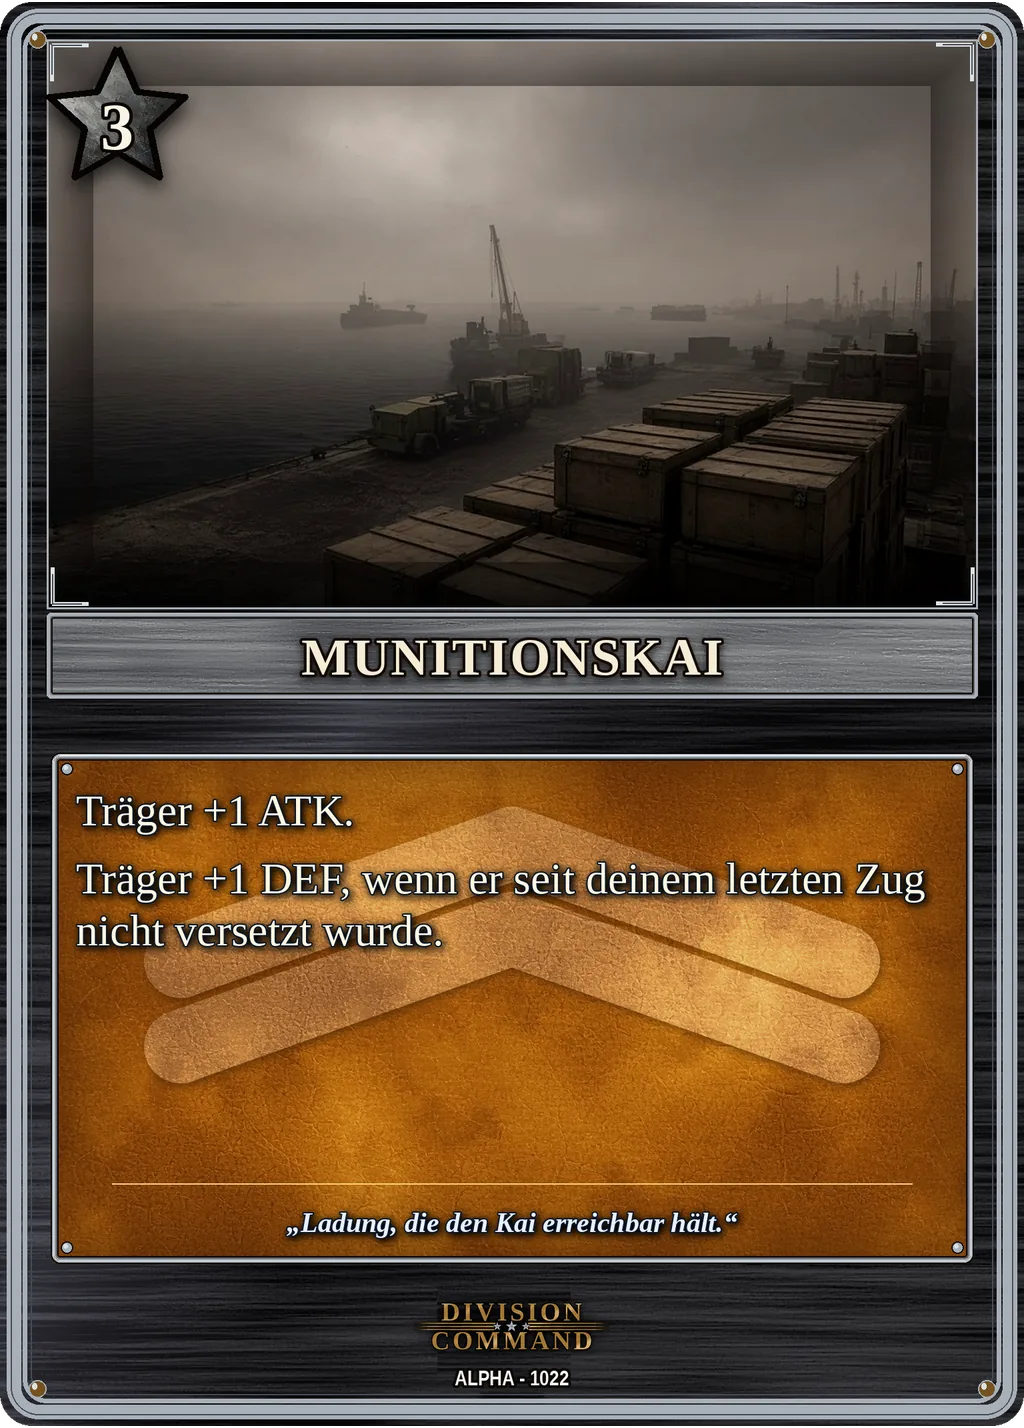 3
MUNITIONSKAI
Träger +1 ATK.
Träger +1 DEF, wenn er seit deinem letzten Zug
nicht versetzt wurde.
„Ladung, die den Kai erreichbar hält.“
DIVISION
COMMAND
ALPHA - 1022